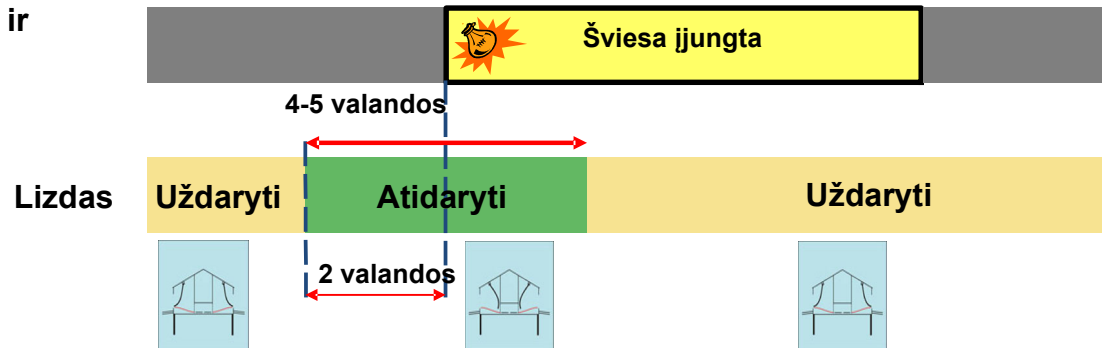 ir
Šviesa įjungta
4-5 valandos
Lizdas
Uždaryti
Atidaryti
Uždaryti
2 valandos